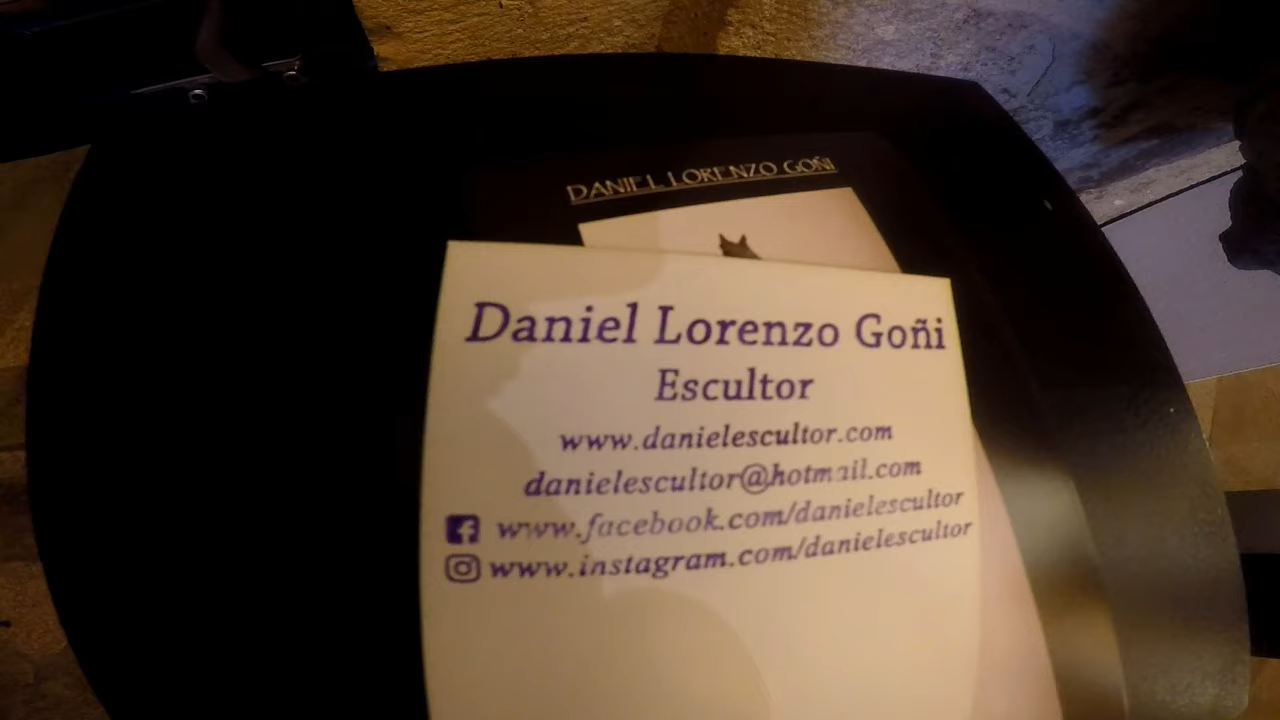 DANIEL LORENZO GOÑI
Daniel Lorenzo Goñi
Escultor
www.danielescultor.com
danielescultor@hotmail.com
www.facebook.com/danielescultor
www.instagram.com/danielescultor